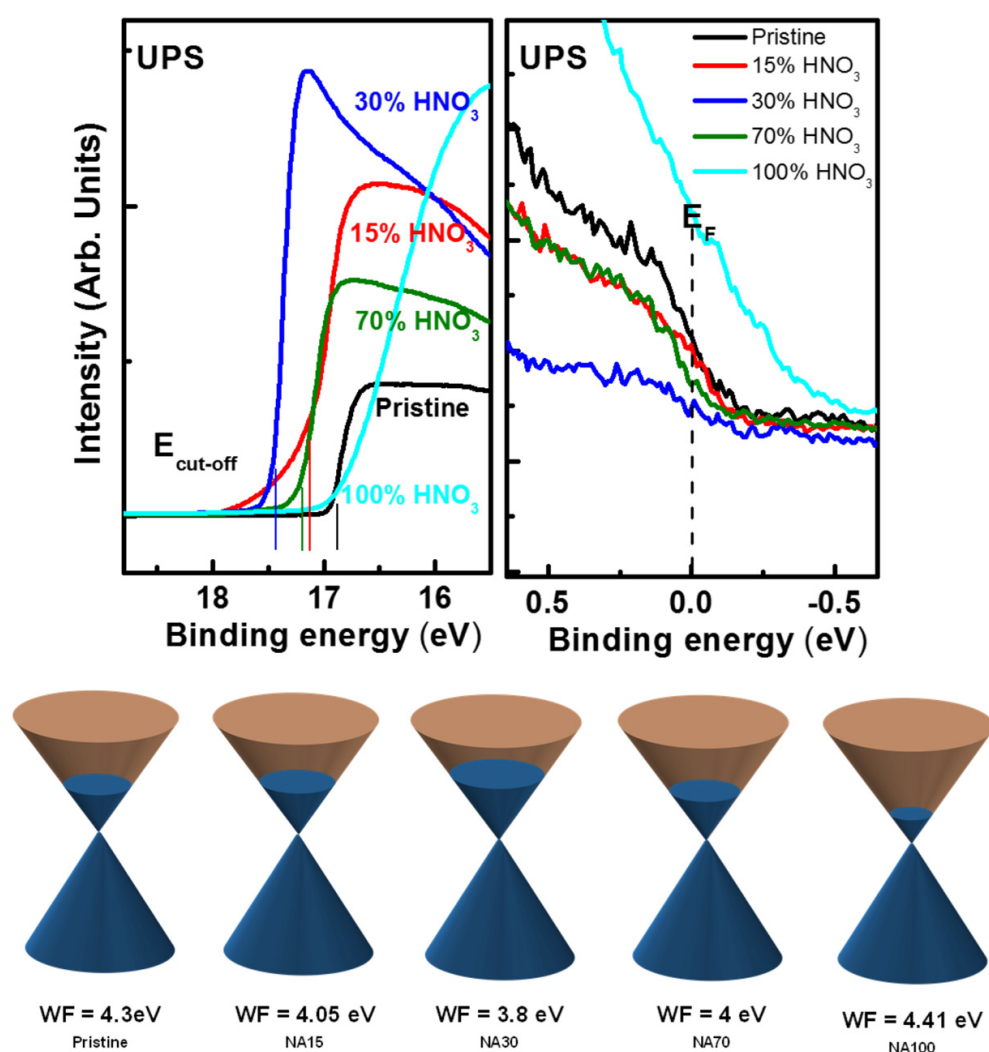 UPS
30% HNO3
15% HNO3
70% HNO3
Pristine
100% HNO3
E cut-off
Intensity (Arb. Units)
18 17 16
Binding energy (eV)
UPS
Pristine
15% HNO3
30% HNO3
70% HNO3
100% HNO3
EF
0.5 0.0 -0.5
Binding energy (eV)
WF = 4.3eV
Pristine
WF = 4.05 eV
NA15
WF = 3.8 eV
NA30
WF = 4 eV
NA70
WF = 4.41 eV
NA100